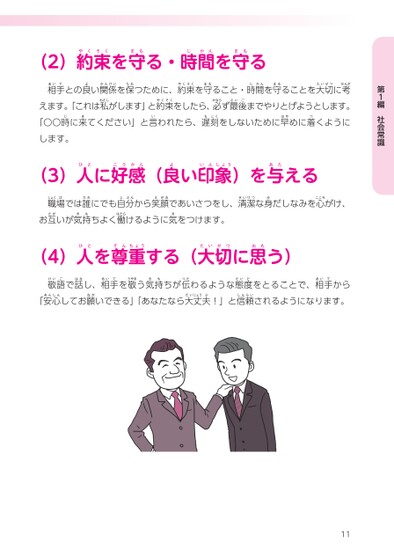 (2) 約束を守る・時間を守る
相手との良い関係を保つために、約束を守ること・時間を守ることを大切に考
えます。「これは私がします」と約束をしたら、必ず最後までやりとげようとします。
「〇〇時に来てください」と言われたら、遅刻をしないために早めに着くように
します。
(3) 人に好感（良い印象）を与える
職場では誰にでも自分から笑顔であいさつをし、清潔な身だしなみを心がけ、
お互いが気持ちよく働けるように気をつけます。
(4) 人を尊重する（大切に思う）
敬語で話し、相手を敬う気持ちが伝わるような態度をとることで、相手から
「安心してお願いできる」「あなたなら大丈夫！」と信頼されるようになります。
第1編 社会常識
11